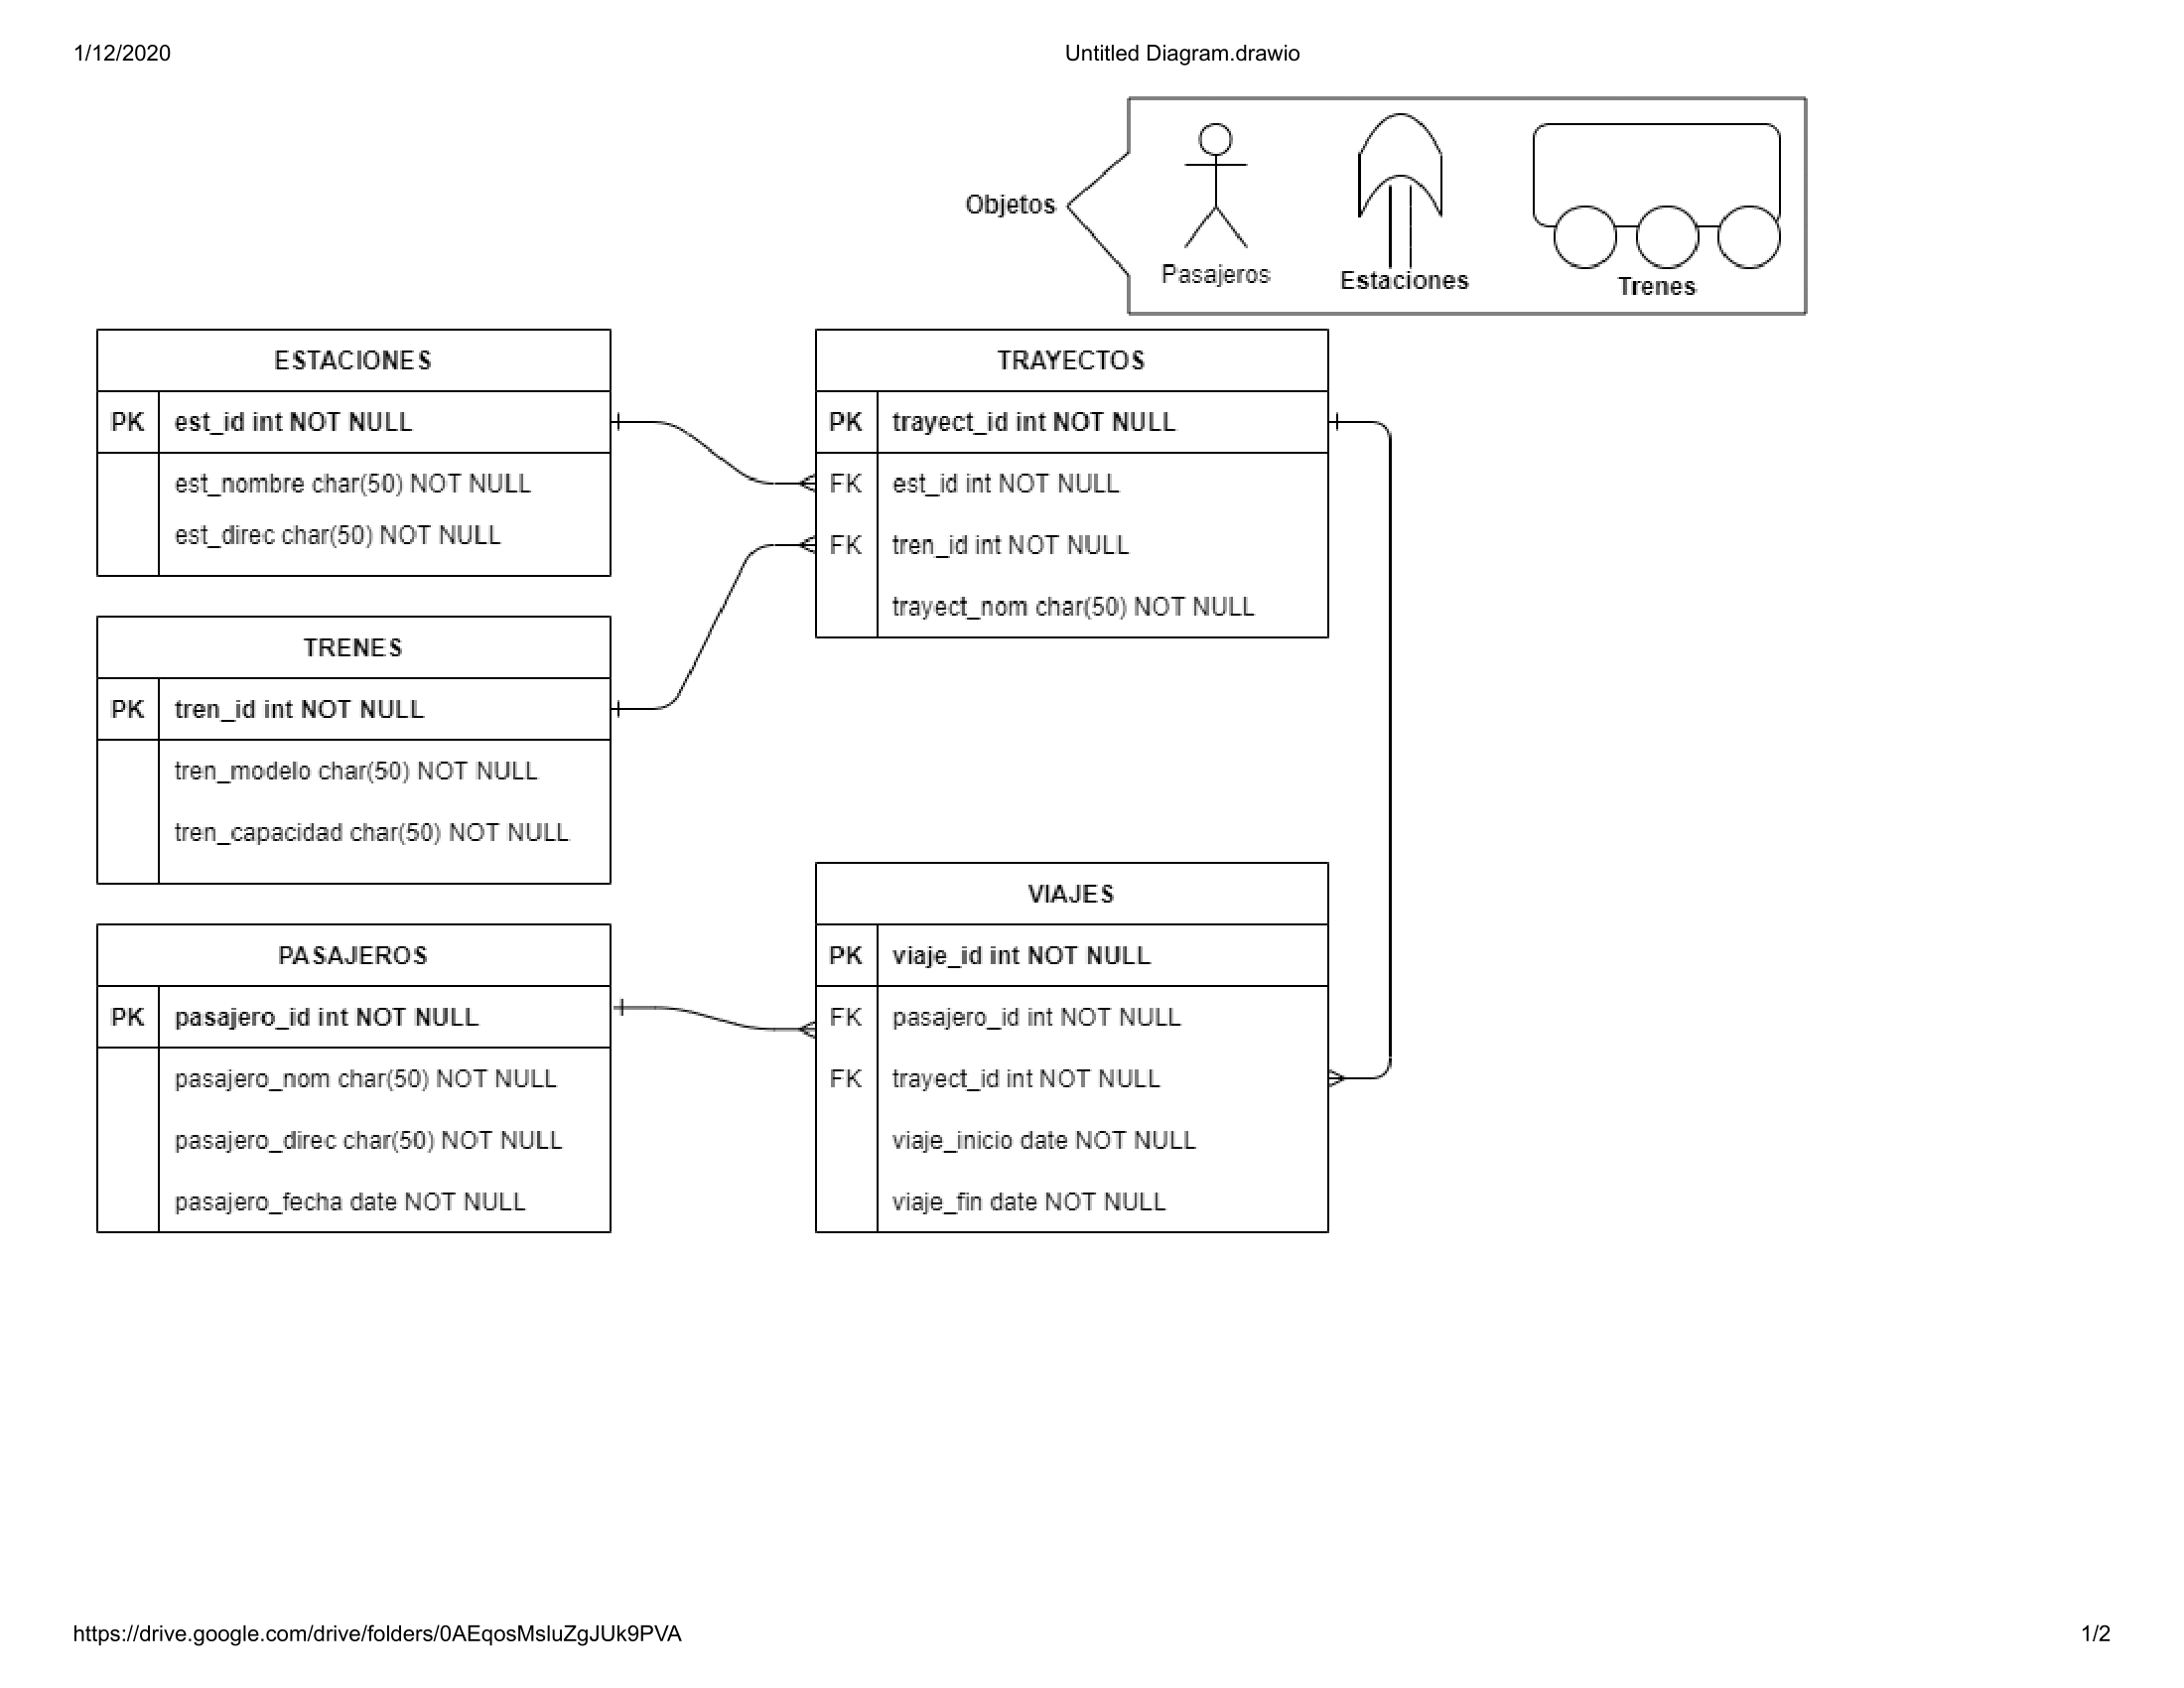 1/12/2020
Untitled Diagram.drawio
Objetos
Pasajeros
Estaciones
Trenes
ESTACIONES
PK
est_id int NOT NULL
est_nombre char(50) NOT NULL
est_direc char(50) NOT NULL
TRENES
PK
tren_id int NOT NULL
tren_modelo char(50) NOT NULL
tren_capacidad char(50) NOT NULL
PASAJEROS
PK
pasajero_id int NOT NULL
pasajero_nom char(50) NOT NULL
pasajero_direc char(50) NOT NULL
pasajero_fecha date NOT NULL
TRAYECTOS
PK
trayect_id int NOT NULL
FK
est_id int NOT NULL
FK
tren_id int NOT NULL
trayect_nom char(50) NOT NULL
VIAJES
PK
viaje_id int NOT NULL
FK
pasajero_id int NOT NULL
FK
trayect_id int NOT NULL
viaje_inicio date NOT NULL
viaje_fin date NOT NULL
https://drive.google.com/drive/folders/0AEqosMsluZgJUk9PVA
1/2